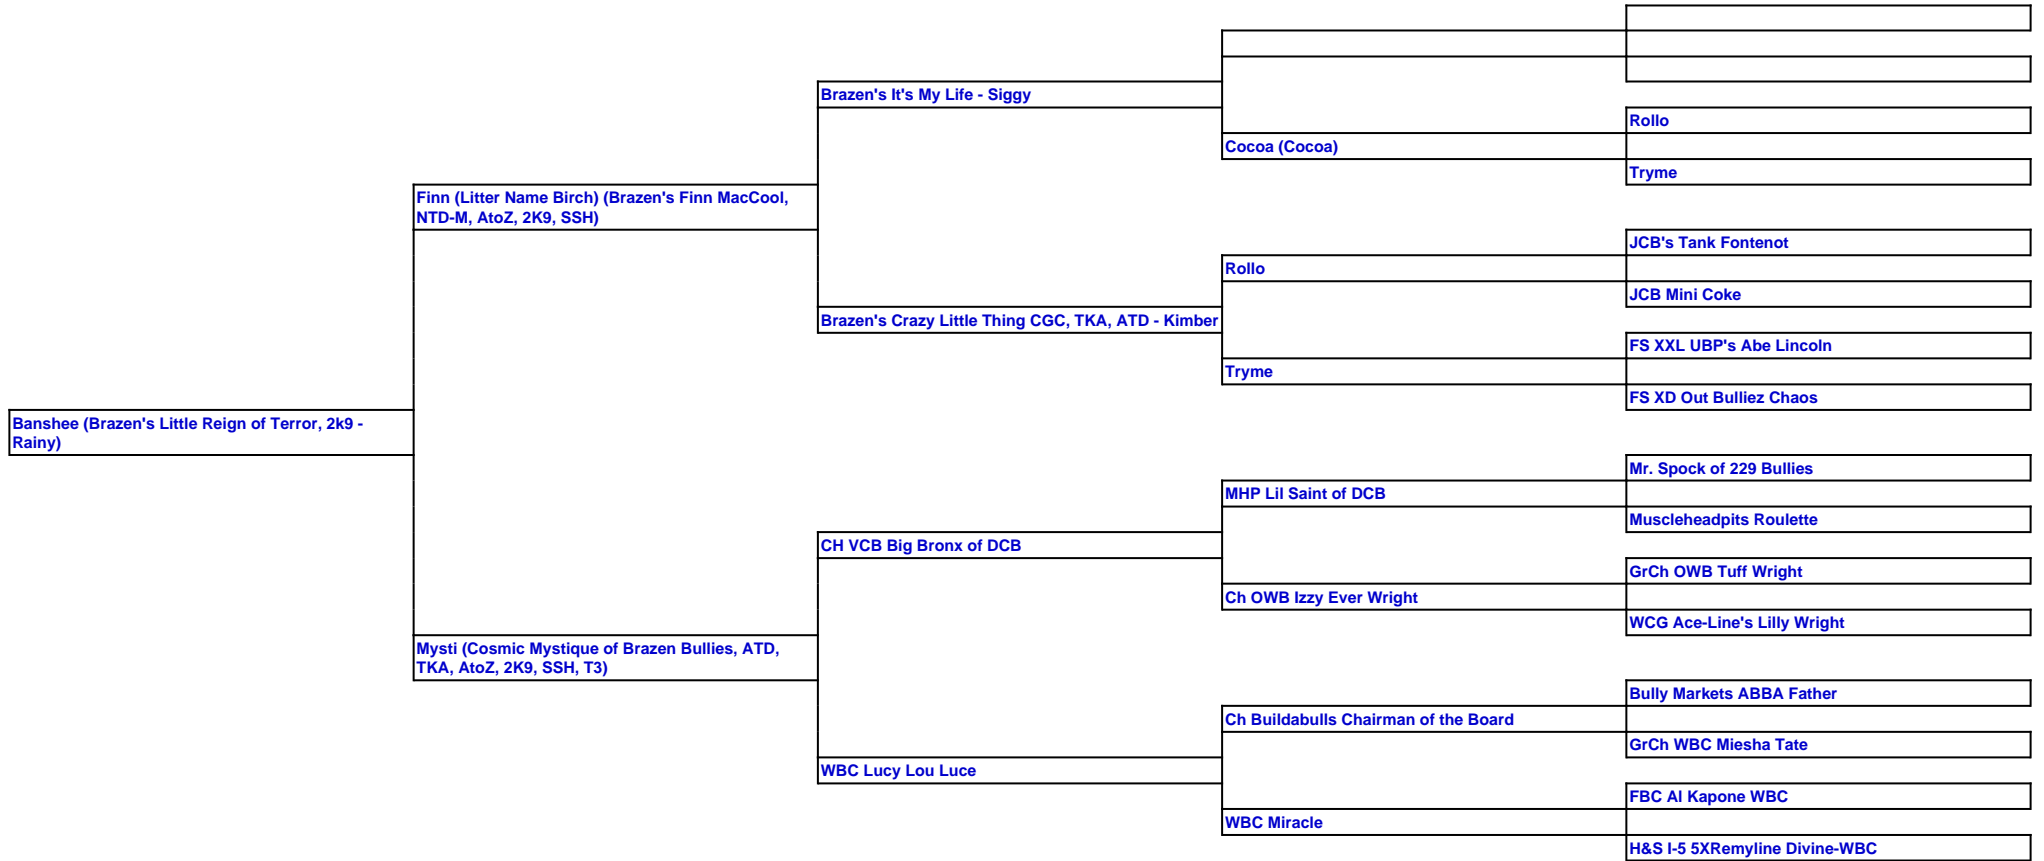 Brazen's It's My Life - Siggy
Rollo
Cocoa (Cocoa)
Tryme
Finn (Litter Name Birch) (Brazen's Finn MacCool,
NTD-M, AtoZ, 2K9, SSH)
JCB's Tank Fontenot
Rollo
JCB Mini Coke
Brazen's Crazy Little Thing CGC, TKA, ATD - Kimber
FS XXL UBP's Abe Lincoln
Tryme
FS XD Out Bulliez Chaos
Banshee (Brazen's Little Reign of Terror, 2k9 -
Rainy)
Mr. Spock of 229 Bullies
MHP Lil Saint of DCB
Muscleheadpits Roulette
CH VCB Big Bronx of DCB
GrCh OWB Tuff Wright
Ch OWB Izzy Ever Wright
WCG Ace-Line's Lilly Wright
Mysti (Cosmic Mystique of Brazen Bullies, ATD,
TKA, AtoZ, 2K9, SSH, T3)
Bully Markets ABBA Father
Ch Buildabulls Chairman of the Board
GrCh WBC Miesha Tate
WBC Lucy Lou Luce
FBC Al Kapone WBC
WBC Miracle
H&S I-5 5XRemyline Divine-WBC